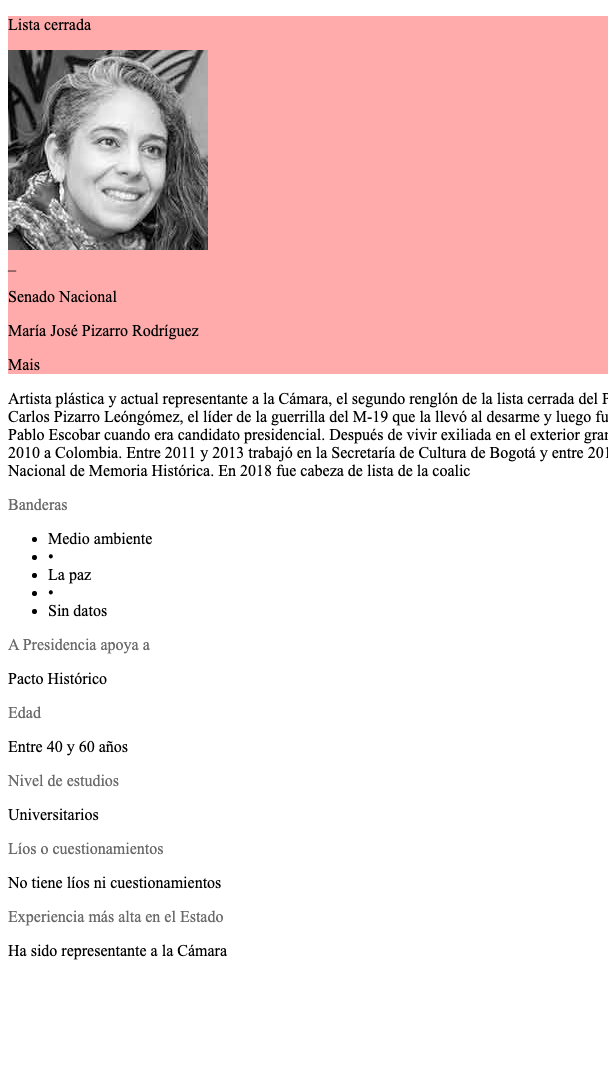 Lista cerrada
_
Senado Nacional
María José Pizarro Rodríguez
Mais
Artista plástica y actual representante a la Cámara, el segundo renglón de la lista cerrada del
Carlos Pizarro Leóngómez, el líder de la guerrilla del M-19 que la llevó al desarme y luego
Pablo Escobar cuando era candidato presidencial. Después de vivir exiliada en el exterior
2010 a Colombia. Entre 2011 y 2013 trabajó en la Secretaría de Cultura de Bogotá y entre
Nacional de Memoria Histórica. En 2018 fue cabeza de lista de la coalic
Banderas
• Medio ambiente
• •
• La paz
• •
• Sin datos
A Presidencia apoya a
Pacto Histórico
Edad
Entre 40 y 60 años
Nivel de estudios
Universitarios
Líos o cuestionamientos
No tiene líos ni cuestionamientos
Experiencia más alta en el Estado
Ha sido representante a la Cámara